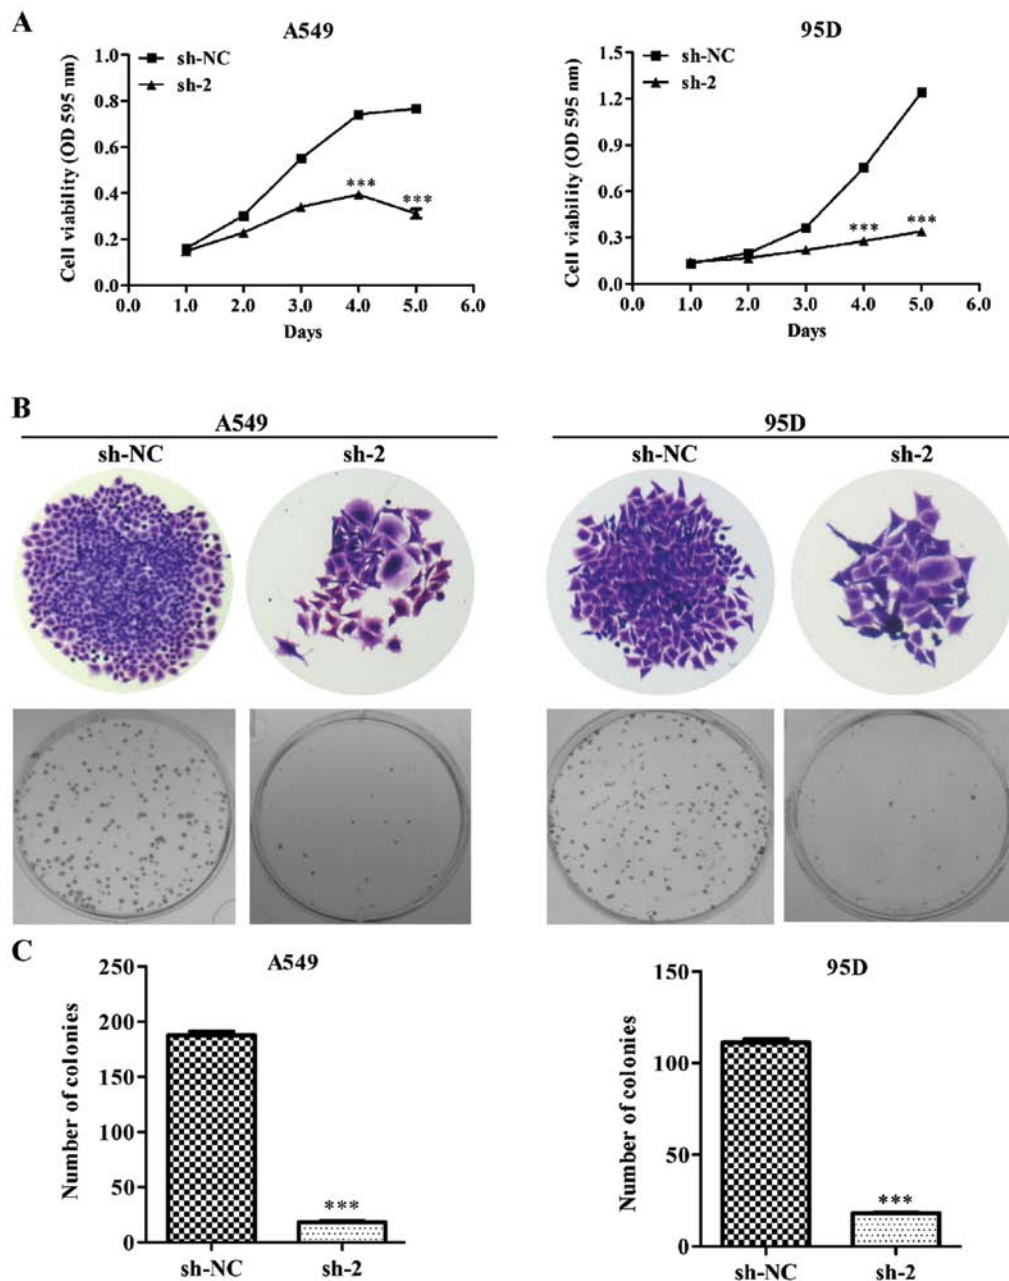 A
A549
sh-NC
sh-2
Cell viability (OD 595 nm)
1.0
0.8
0.6
0.4
0.2
0.0
***
***
0.0 1.0 2.0 3.0 4.0 5.0 6.0
Days
95D
sh-NC
sh-2
Cell viability (OD 595 nm)
1.5
1.2
0.9
0.6
0.3
0.0
***
***
0.0 1.0 2.0 3.0 4.0 5.0 6.0
Days
B
A549
sh-NC sh-2
95D
sh-NC sh-2
C
A549
Number of colonies
250
200
150
100
50
0
***
sh-NC sh-2
95D
Number of colonies
150
100
50
0
***
sh-NC sh-2